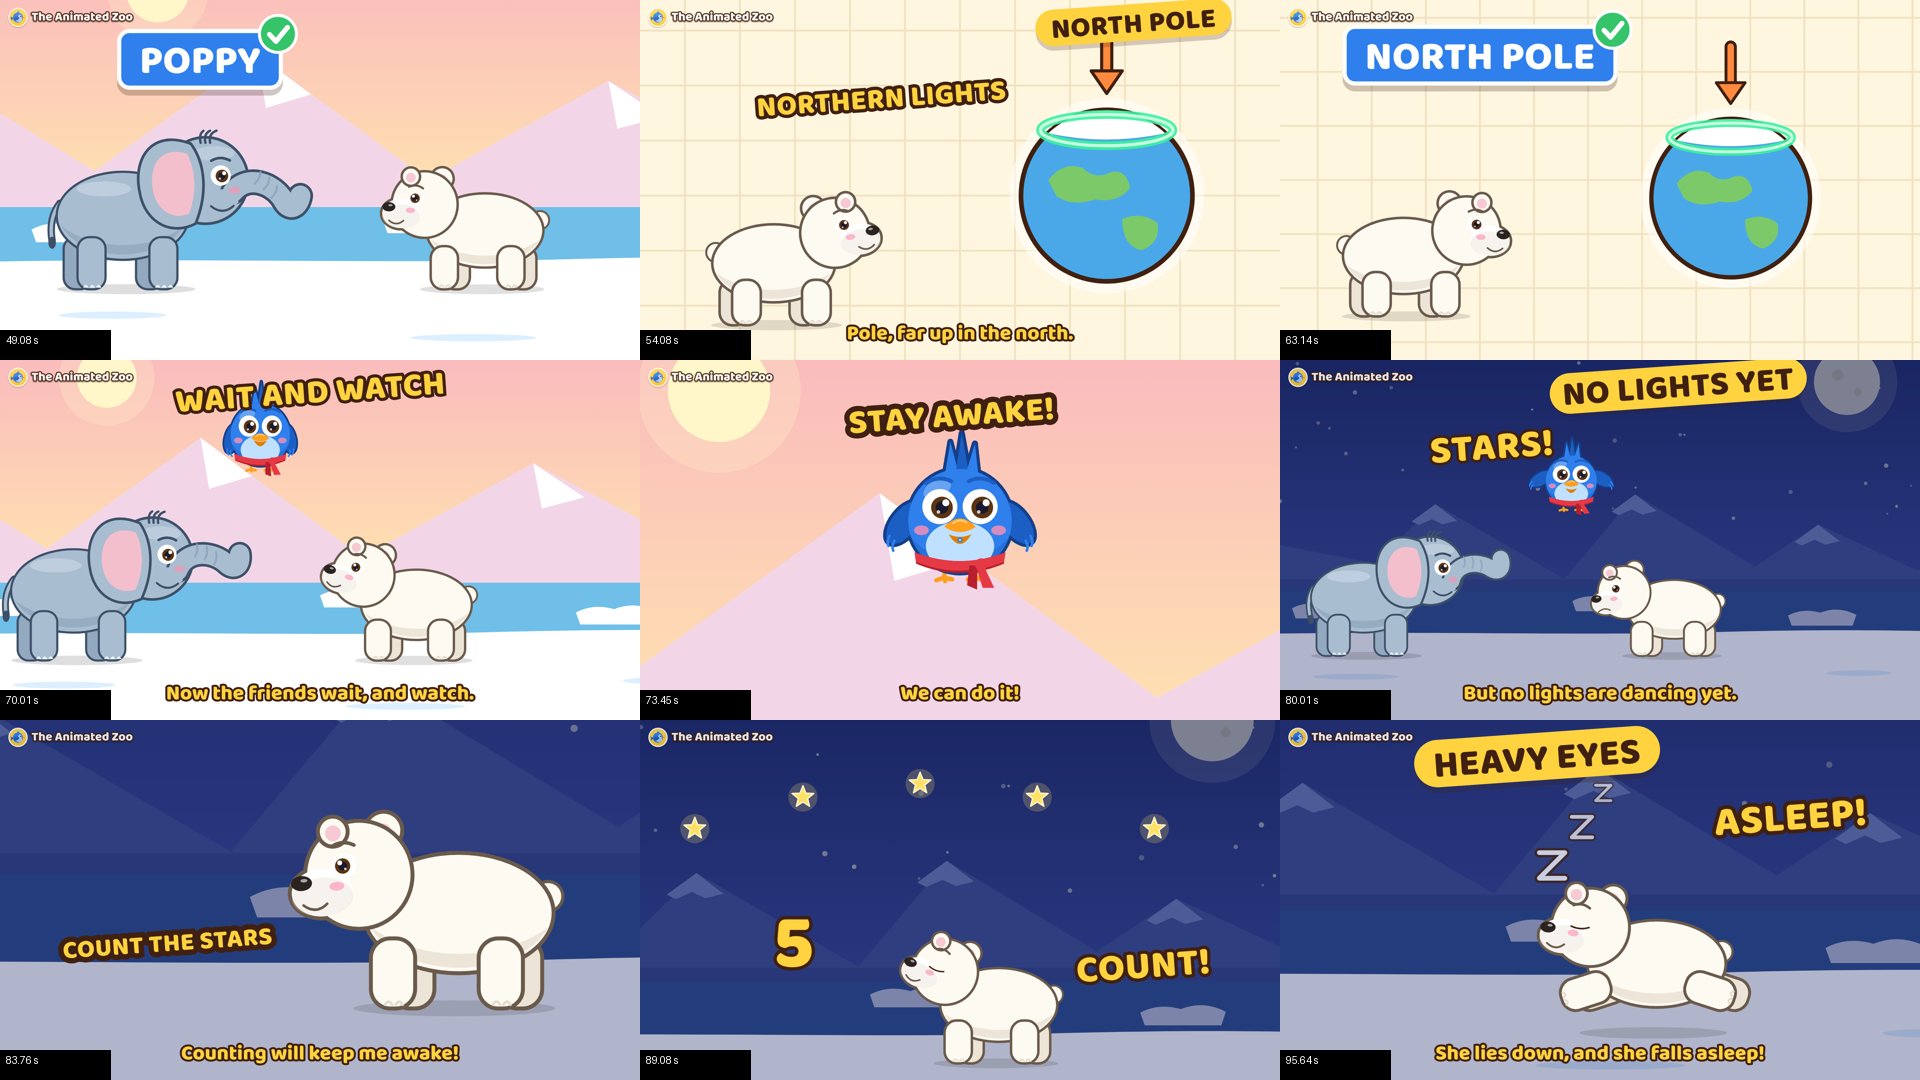 The Animated Zoo
POPPY
49.08 s
The Animated Zoo
NORTH POLE
NORTHERN LIGHTS
Pole, far up in the north.
54.08 s
The Animated Zoo
NORTH POLE
63.14 s
The Animated Zoo
WAIT AND WATCH
Now the friends wait, and watch.
70.01 s
The Animated Zoo
STAY AWAKE!
We can do it!
73.45 s
The Animated Zoo
NO LIGHTS YET
STARS!
But no lights are dancing yet.
80.01 s
The Animated Zoo
COUNT THE STARS
Counting will keep me awake!
83.76 s
The Animated Zoo
5
COUNT!
89.08 s
The Animated Zoo
HEAVY EYES
Z
Z
Z
ASLEEP!
She lies down, and she falls asleep!
95.64 s